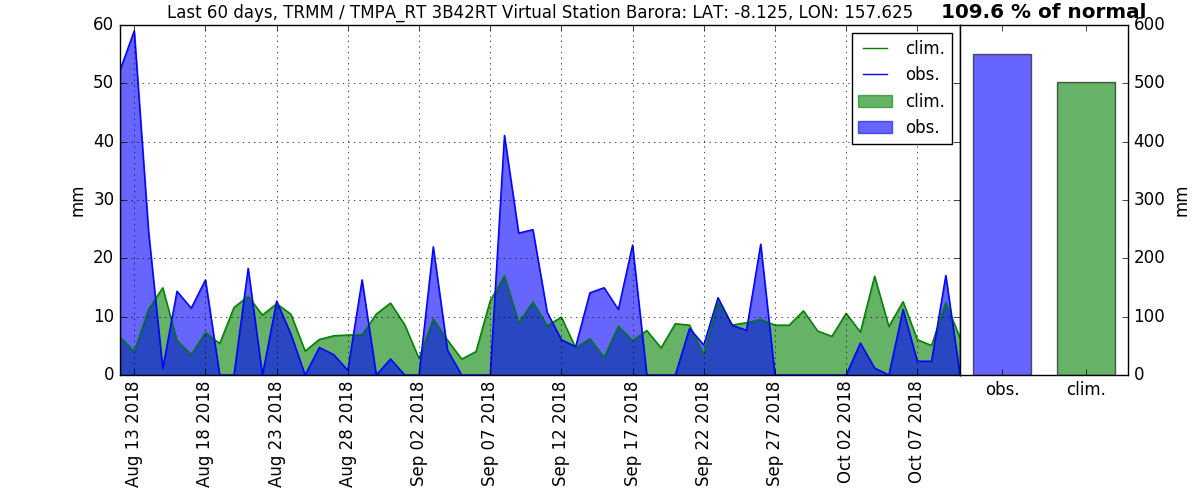 Last 60 days, TRMM / TMPA_RT 3B42RT Virtual Station Barora: LAT: -8.125, LON: 157.625
109.6 % of normal
mm
60
50
40
30
20
10
0
clim.
obs.
clim.
obs.
600
500
400
300
200
100
0
mm
obs.
clim.
Aug 13 2018
Aug 18 2018
Aug 23 2018
Aug 28 2018
Sep 02 2018
Sep 07 2018
Sep 12 2018
Sep 17 2018
Sep 22 2018
Sep 27 2018
Oct 02 2018
Oct 07 2018